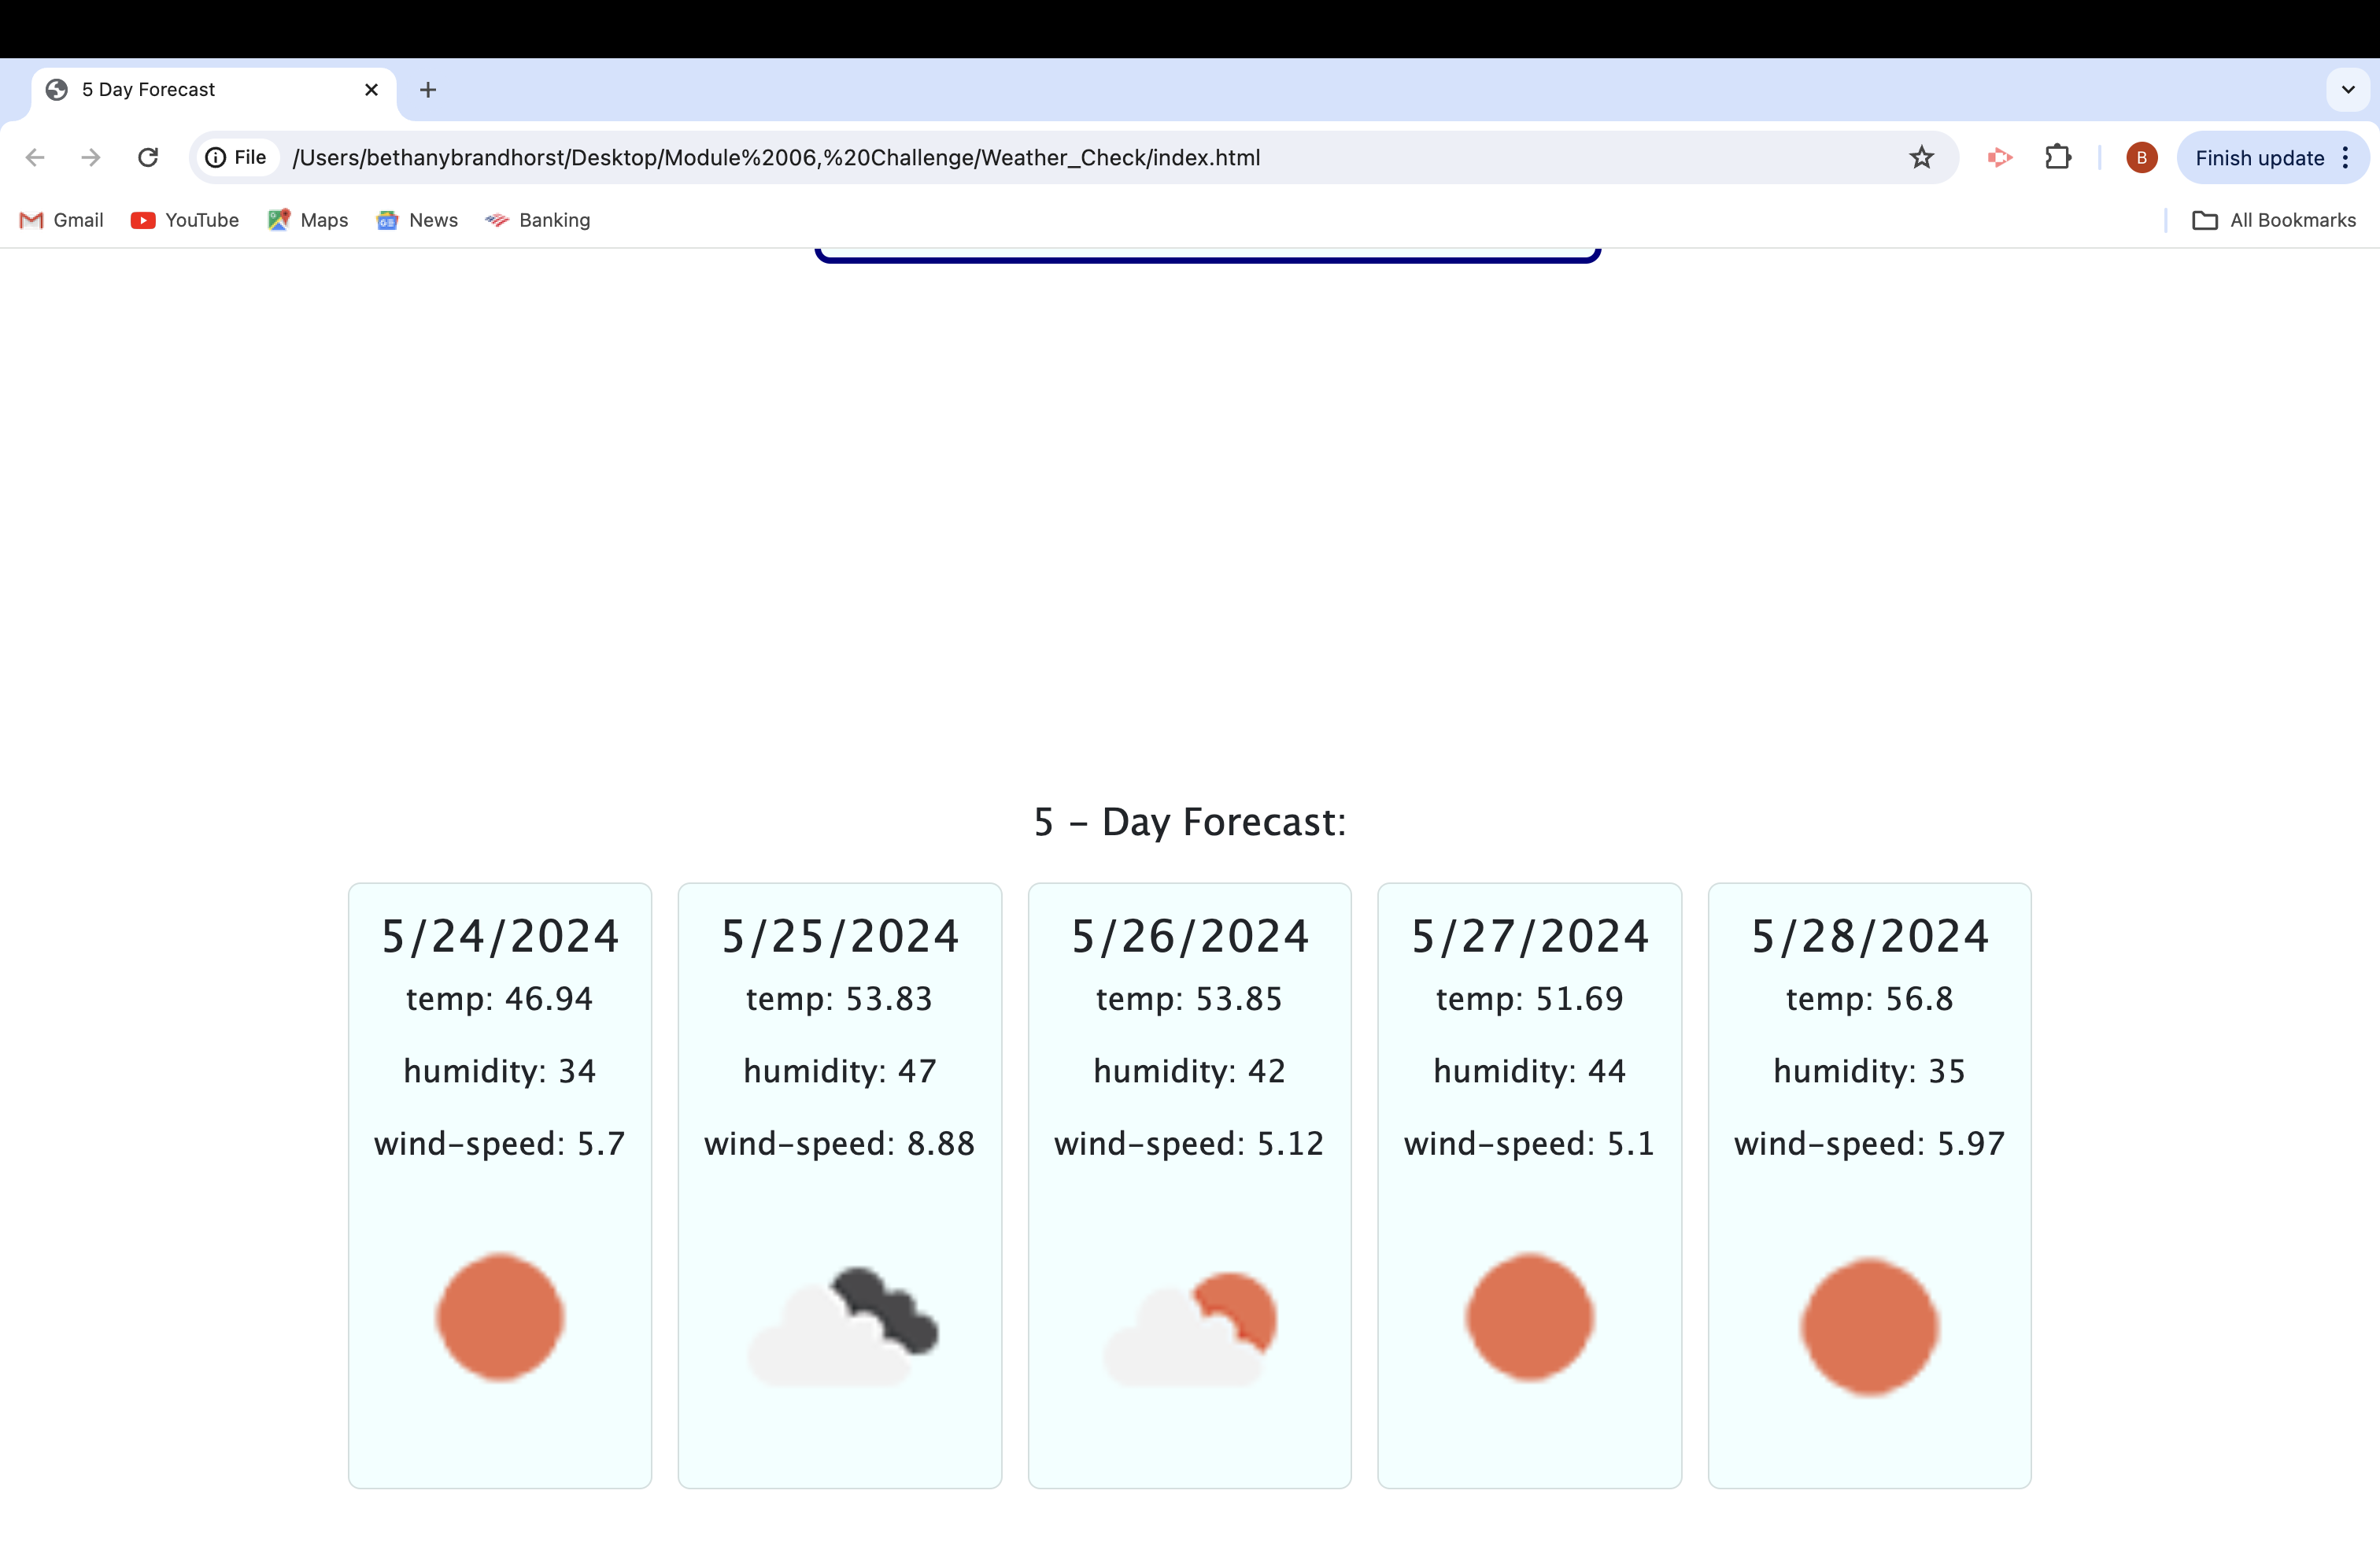 5 Day Forecast
File /Users/bethanybrandhorst/Desktop/Module%2006,%20Challenge/Weather_Check/index.html B Finish update
Gmail YouTube Maps News Banking All Bookmarks
5 - Day Forecast:
5/24/2024
temp: 46.94
humidity: 34
wind-speed: 5.7
5/25/2024
temp: 53.83
humidity: 47
wind-speed: 8.88
5/26/2024
temp: 53.85
humidity: 42
wind-speed: 5.12
5/27/2024
temp: 51.69
humidity: 44
wind-speed: 5.1
5/28/2024
temp: 56.8
humidity: 35
wind-speed: 5.97